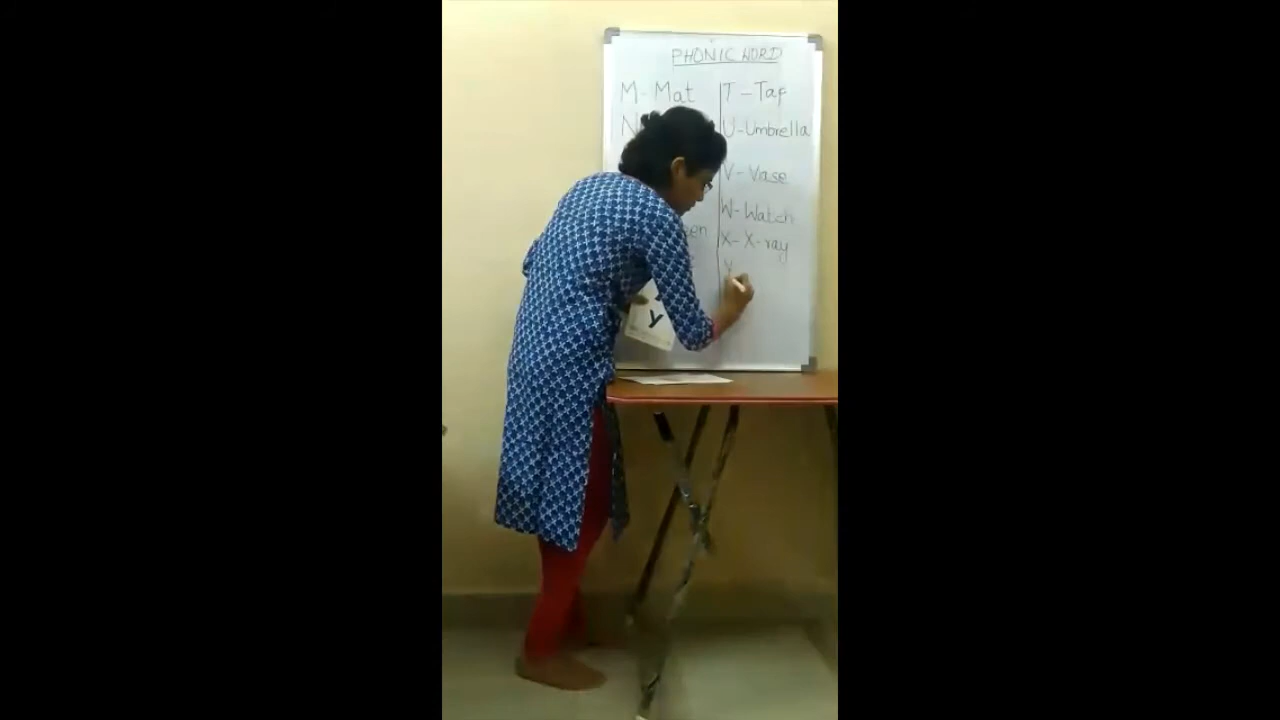 PHONIC WORD
M - Mat
N
T - Tap
U - Umbrella
V - Vase
W - Watch
X - X-ray
Y
Y